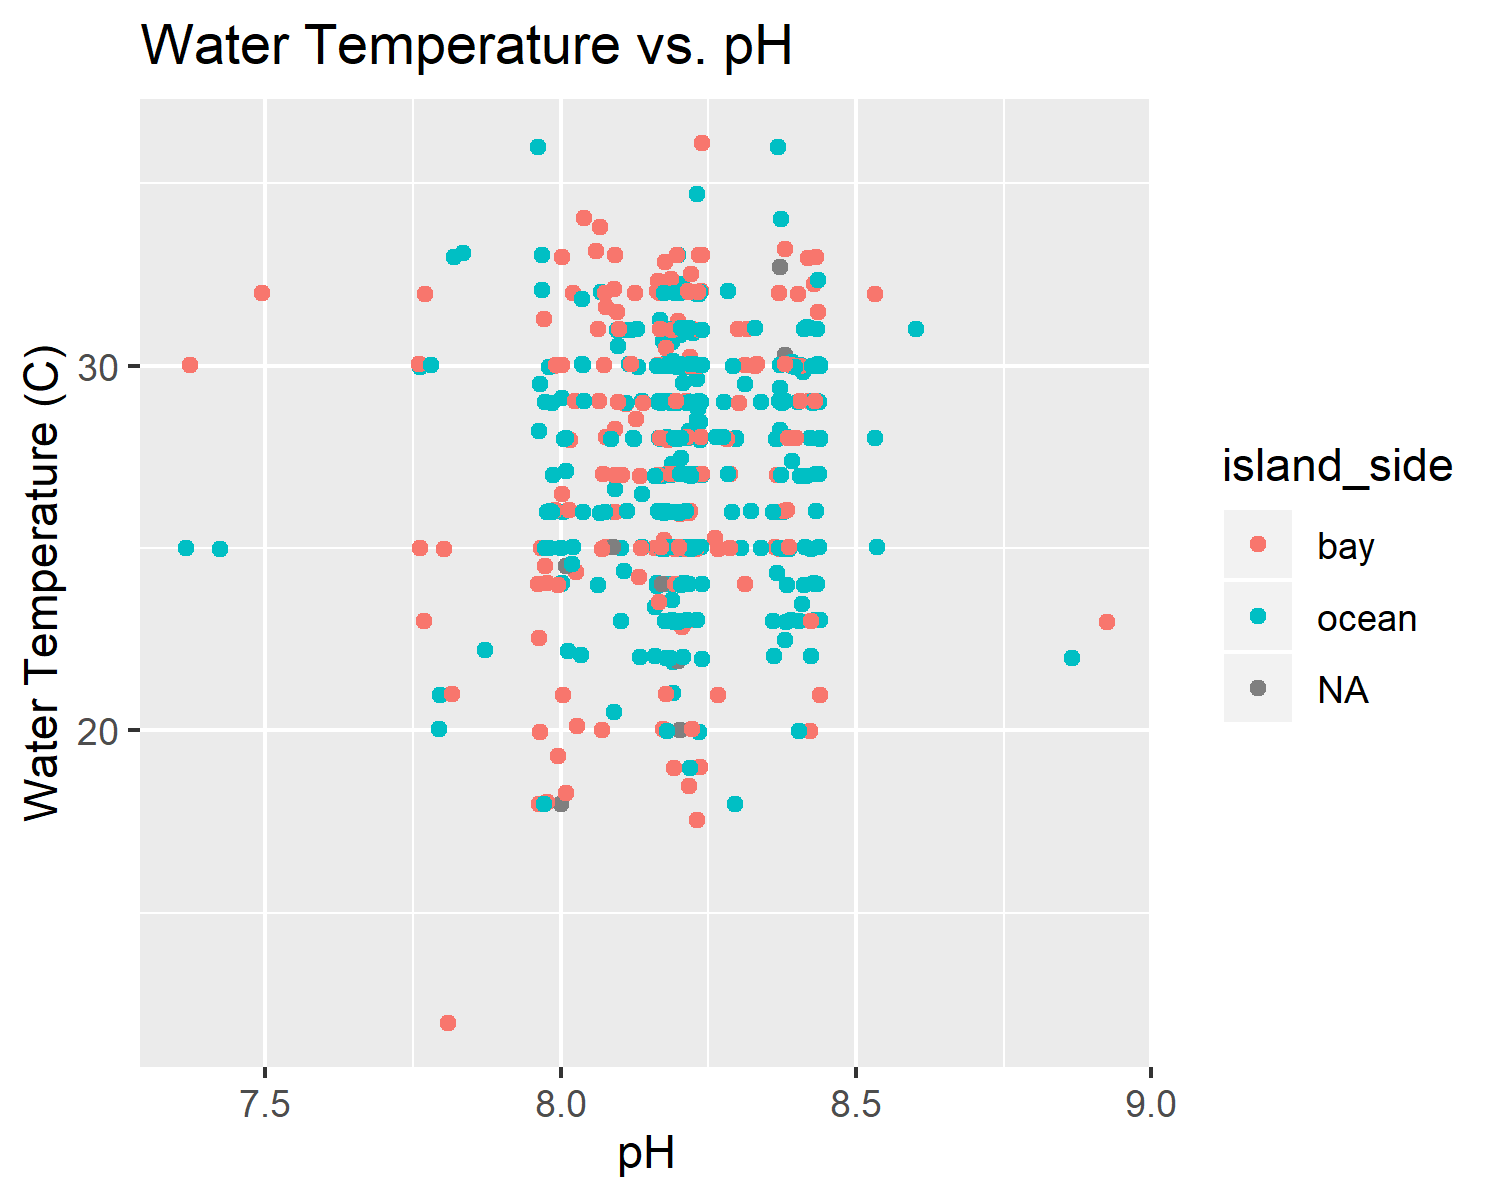 Water Temperature vs. pH
Water Temperature (C)
30
20
7.5
8.0
8.5
9.0
pH
island_side
bay
ocean
NA